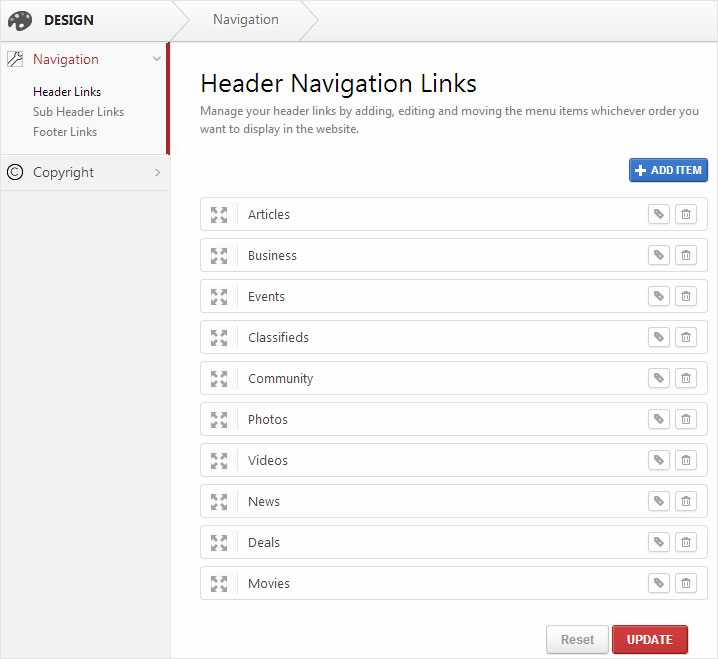 DESIGN
Navigation
Navigation
Header Links
Sub Header Links
Footer Links
Copyright
Header Navigation Links
Manage your header links by adding, editing and moving the menu items whichever order you
want to display in the website.
ADD ITEM
Articles
Business
Events
Classifieds
Community
Photos
Videos
News
Deals
Movies
Reset
UPDATE